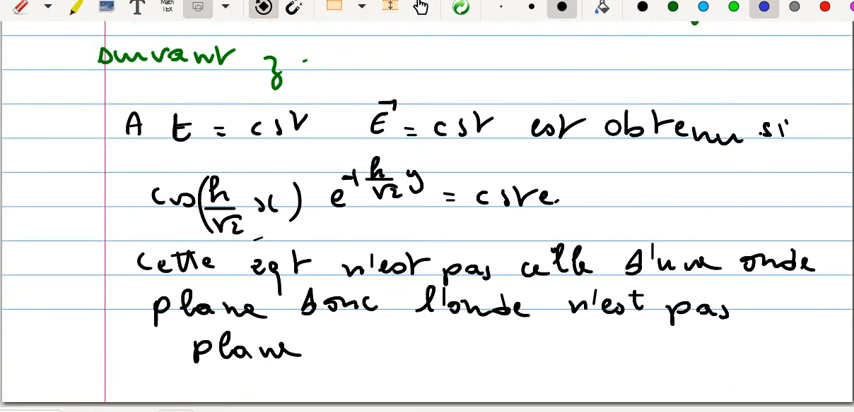 suivant z.
A t = cst E⃗ = cst est obtenu si
cos(k/√2 x) e^{-i k/√2 y} = cste.
Cette eqt n'est pas celle d'une onde
plane donc l'onde n'est pas
plane